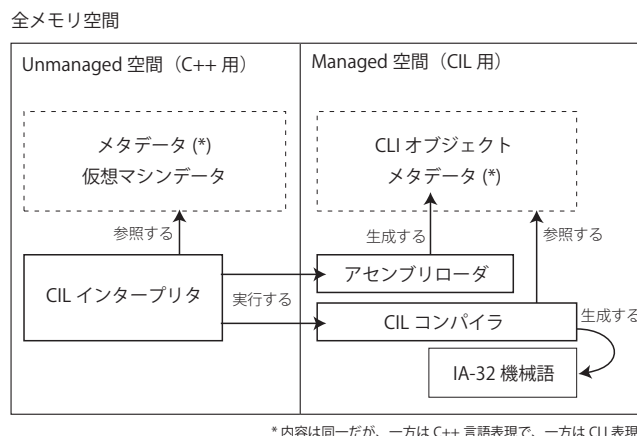 全メモリ空間
Unmanaged 空間（C++ 用）
Managed 空間（CIL 用）
メタデータ (*)
仮想マシンデータ
CLI オブジェクト
メタデータ (*)
参照する
生成する
参照する
CIL インタープリタ
アセンブリローダ
実行する
CIL コンパイラ
生成する
IA-32 機械語
* 内容は同一だが、一方は C++ 言語表現で、一方は CLI 表現